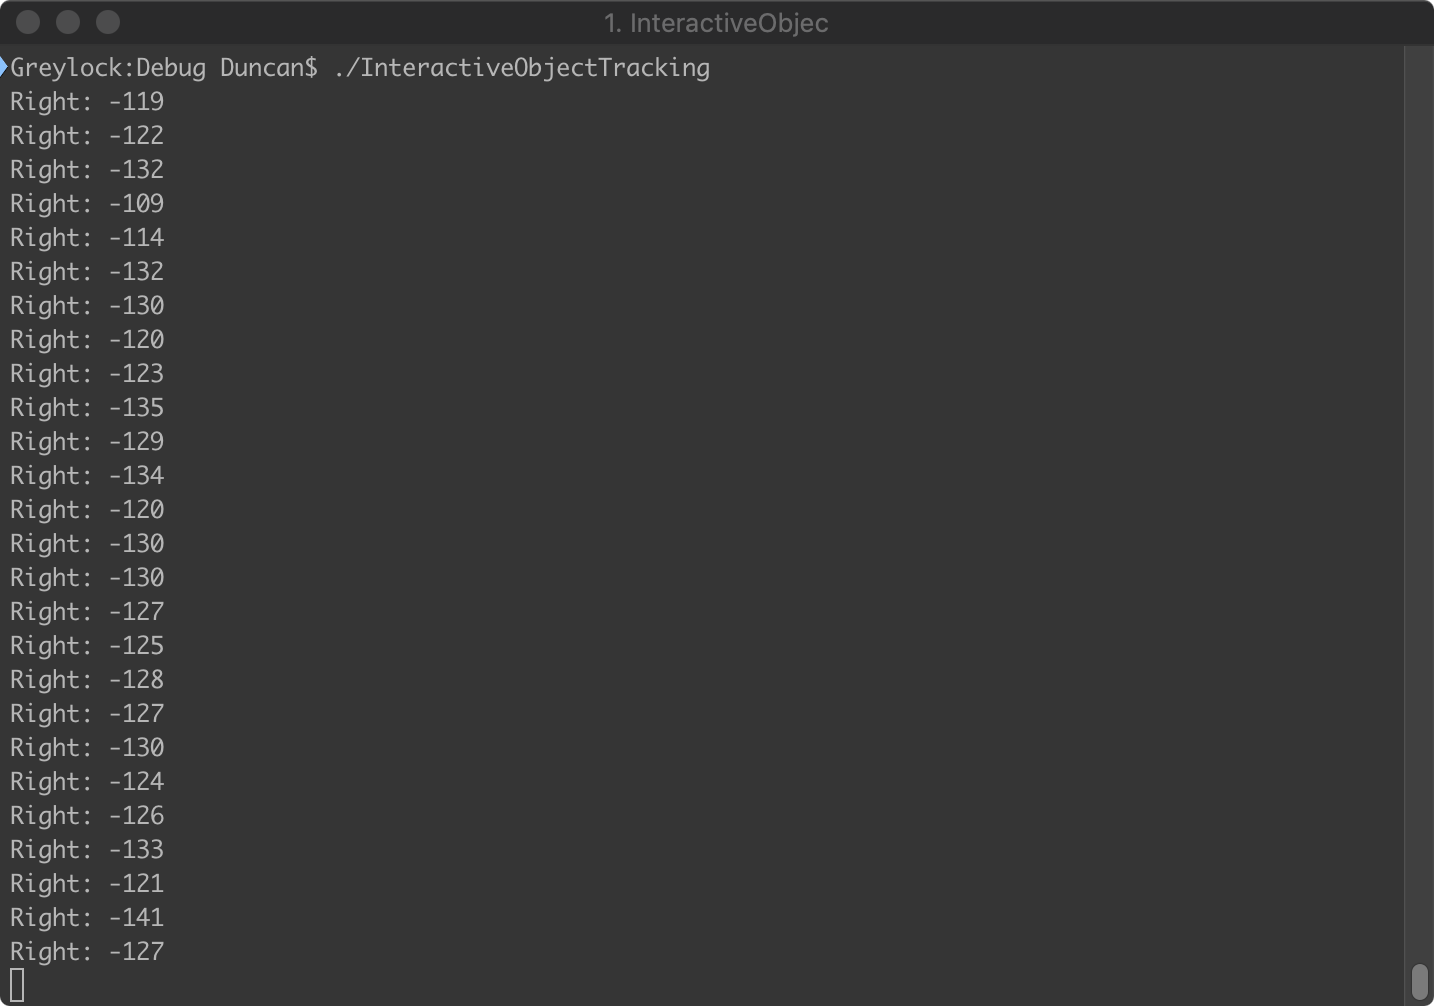 1. InteractiveObjec
Greylock:Debug Duncan$ ./InteractiveObjectTracking
Right: -119
Right: -122
Right: -132
Right: -109
Right: -114
Right: -132
Right: -130
Right: -120
Right: -123
Right: -135
Right: -129
Right: -134
Right: -120
Right: -130
Right: -130
Right: -127
Right: -125
Right: -128
Right: -127
Right: -130
Right: -124
Right: -126
Right: -133
Right: -121
Right: -141
Right: -127